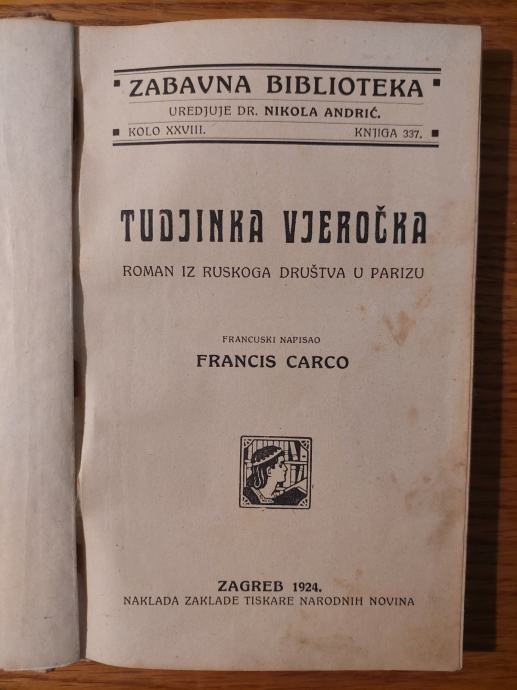 ZABAVNA BIBLIOTEKA
UREDJUJE DR. NIKOLA ANDRIĆ.
KOLO XXVIII. KNJIGA 337.
TUDJINKA VJEROČKA
ROMAN IZ RUSKOGA DRUŠTVA U PARIZU
FRANCUSKI NAPISAO
FRANCIS CARCO
ZAGREB 1924.
NAKLADA ZAKLADE TISKARE NARODNIH NOVINA